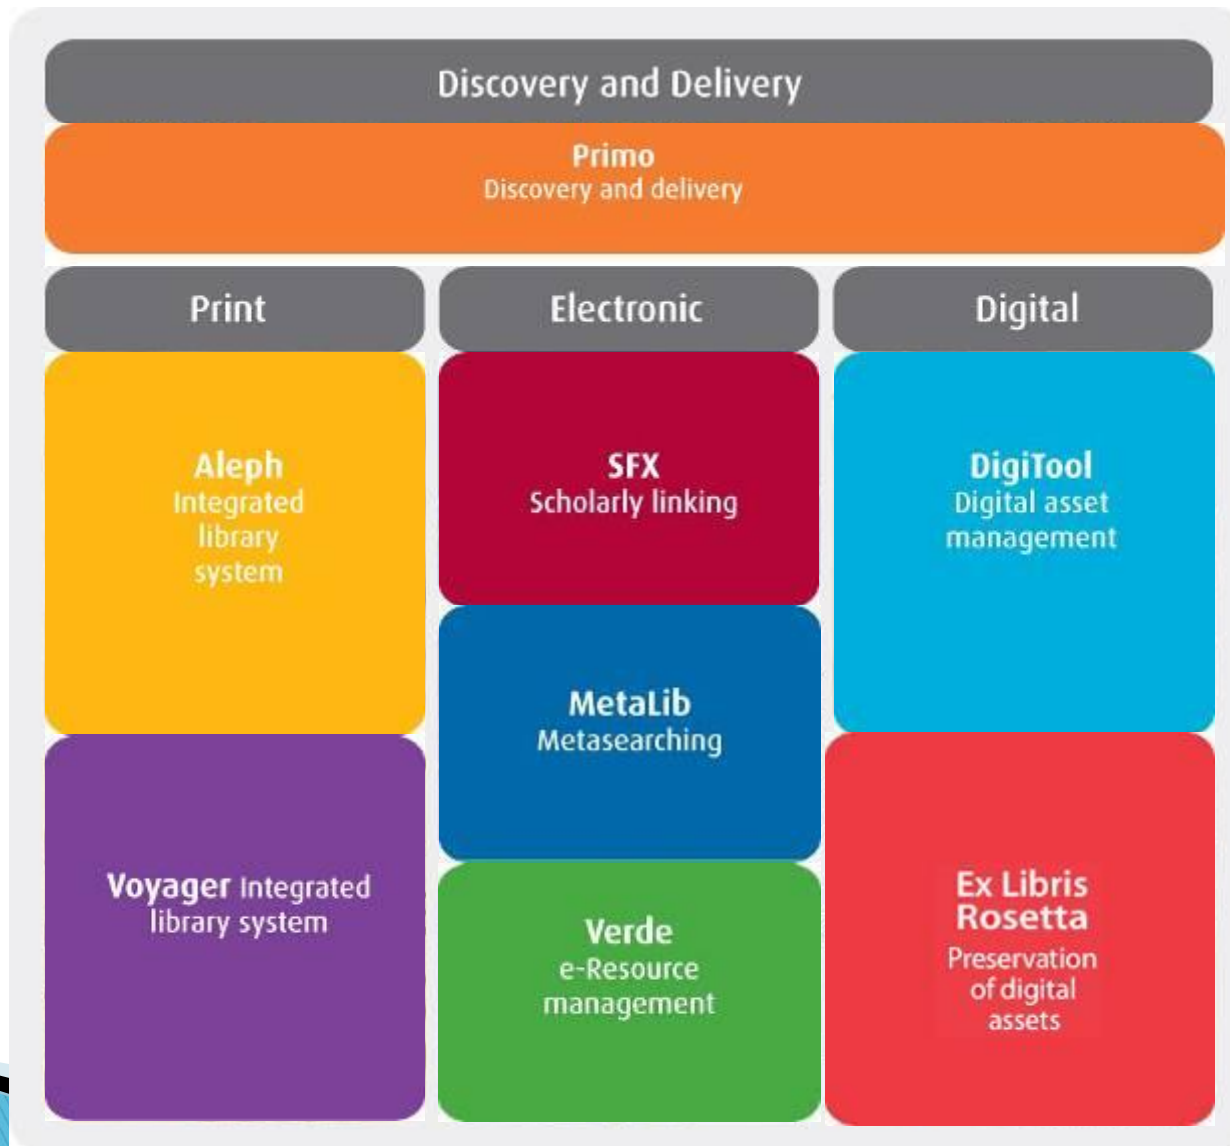 Discovery and Delivery
Primo
Discovery and delivery
Print
Electronic
Digital
Aleph
Integrated
library
system
Voyager Integrated
library system
SFX
Scholarly linking
MetaLib
Metasearching
Verde
e-Resource
management
DigiTool
Digital asset
management
Ex Libris
Rosetta
Preservation
of digital
assets